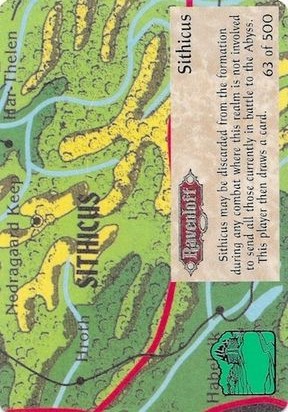 Har-Thelen
Nedragaard Keep
SITHICUS
Hroth
Sithicus
Ravenloft
Sithicus may be discarded from the formation
during any combat where this realm is not involved
to send all those currently in battle to the Abyss.
This player then draws a card.
63 of 500